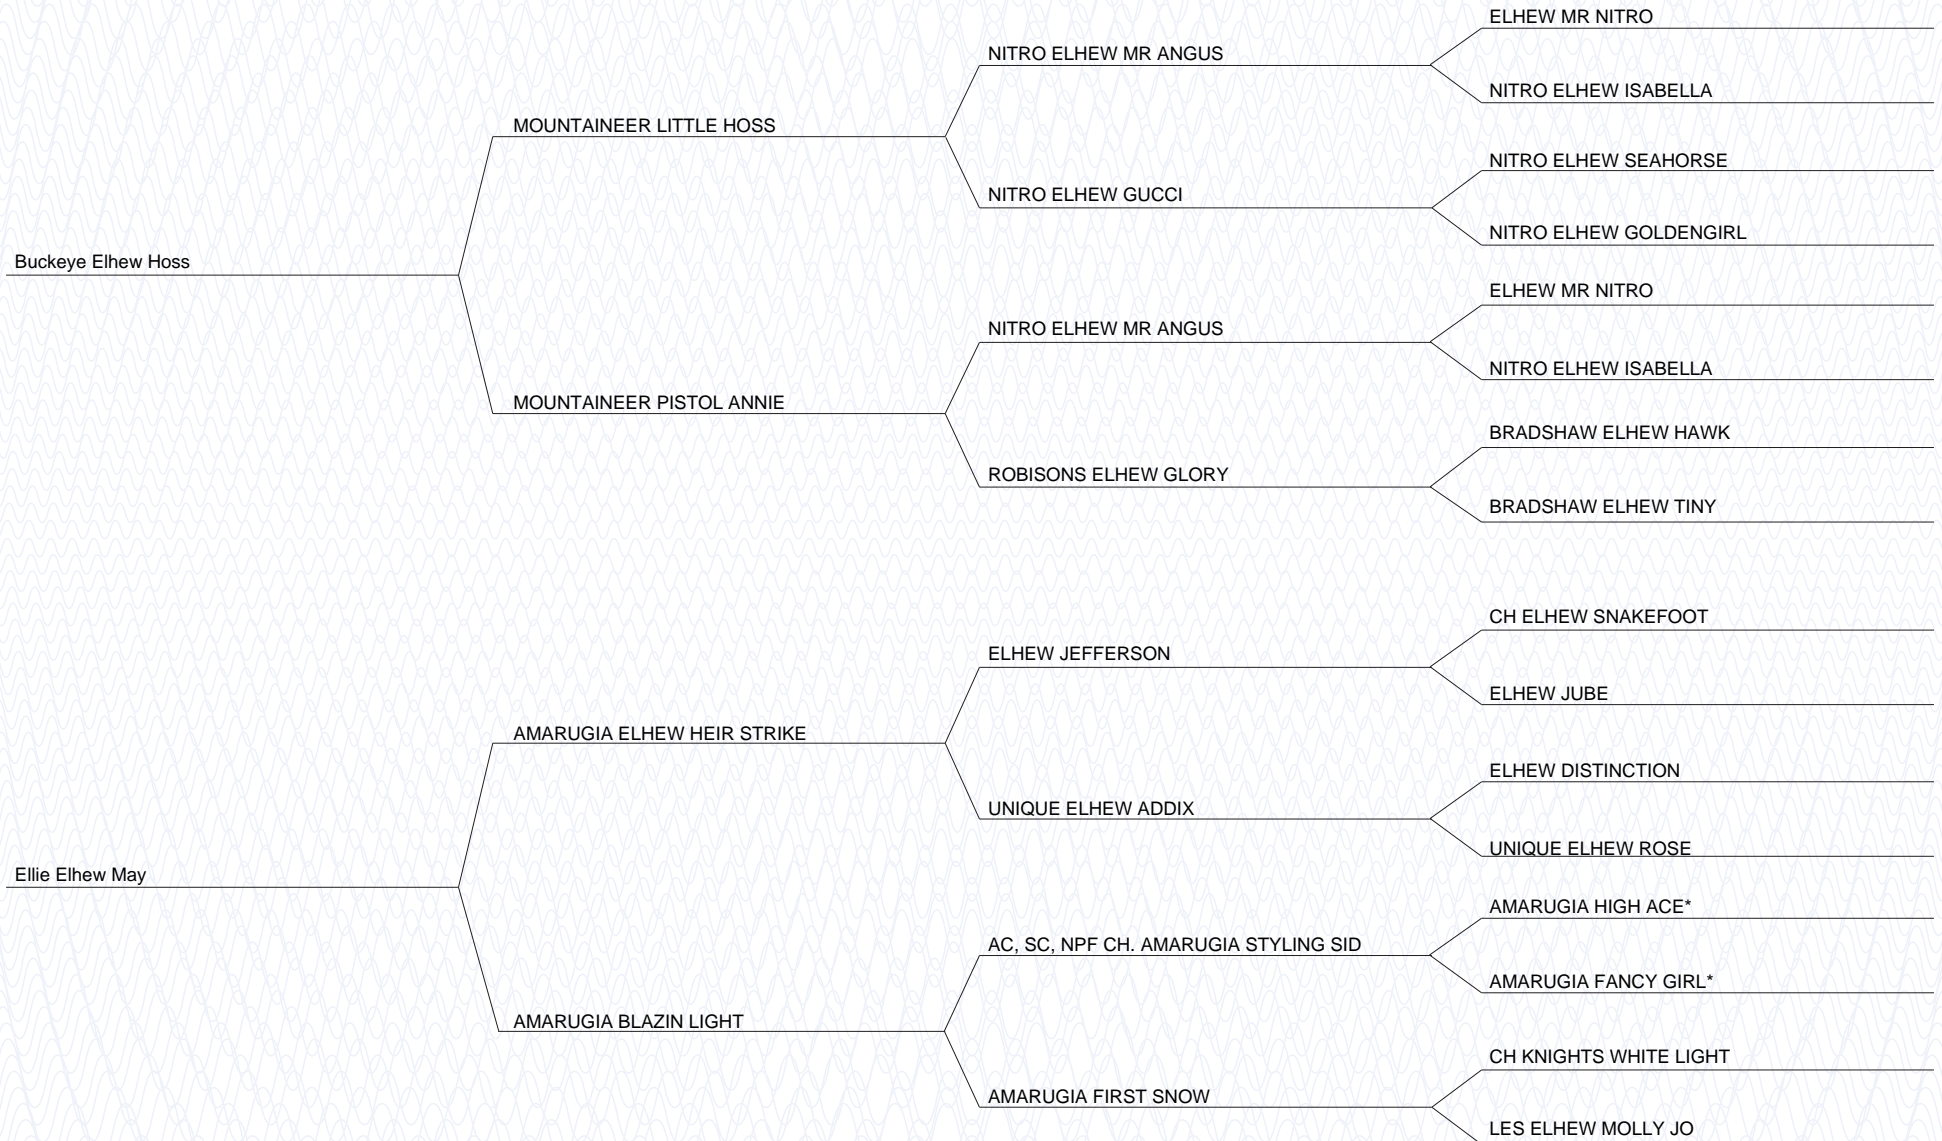 ELHEW MR NITRO
NITRO ELHEW MR ANGUS
NITRO ELHEW ISABELLA
MOUNTAINEER LITTLE HOSS
NITRO ELHEW SEAHORSE
NITRO ELHEW GUCCI
NITRO ELHEW GOLDENGIRL
Buckeye Elhew Hoss
ELHEW MR NITRO
NITRO ELHEW MR ANGUS
NITRO ELHEW ISABELLA
MOUNTAINEER PISTOL ANNIE
BRADSHAW ELHEW HAWK
ROBISONS ELHEW GLORY
BRADSHAW ELHEW TINY
CH ELHEW SNAKEFOOT
ELHEW JEFFERSON
ELHEW JUBE
AMARUGIA ELHEW HEIR STRIKE
ELHEW DISTINCTION
UNIQUE ELHEW ADDIX
UNIQUE ELHEW ROSE
Ellie Elhew May
AMARUGIA HIGH ACE*
AC, SC, NPF CH. AMARUGIA STYLING SID
AMARUGIA FANCY GIRL*
AMARUGIA BLAZIN LIGHT
CH KNIGHTS WHITE LIGHT
AMARUGIA FIRST SNOW
LES ELHEW MOLLY JO